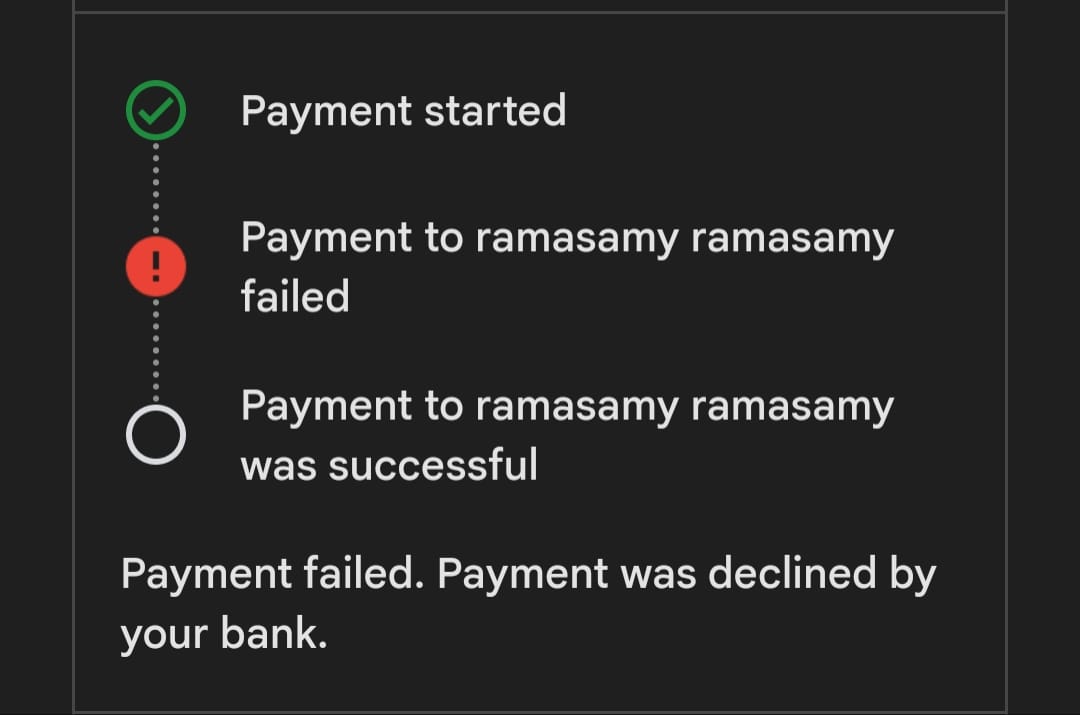 Payment started
Payment to ramasamy ramasamy
failed
Payment to ramasamy ramasamy
was successful
Payment failed. Payment was declined by
your bank.